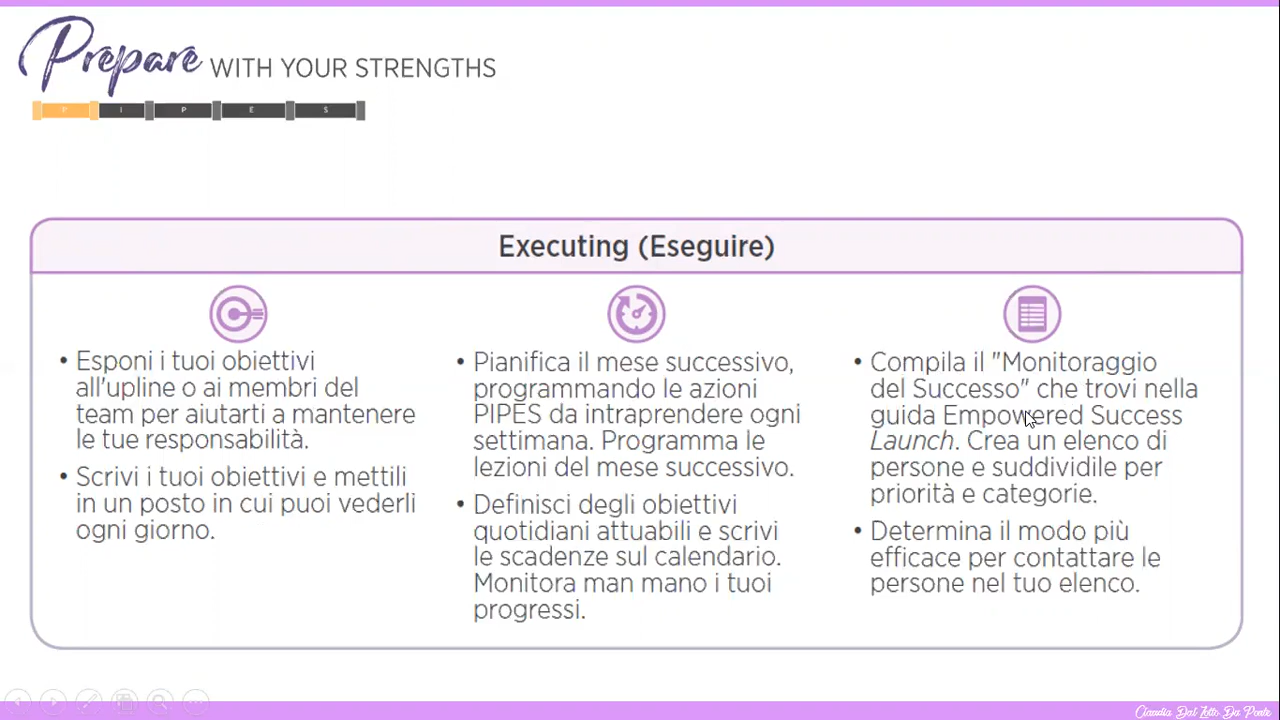 Prepare WITH YOUR STRENGTHS
P I P E S
Executing (Eseguire)
• Esponi i tuoi obiettivi
all'upline o ai membri del
team per aiutarti a mantenere
le tue responsabilità.
• Scrivi i tuoi obiettivi e mettili
in un posto in cui puoi vederli
ogni giorno.
• Pianifica il mese successivo,
programmando le azioni
PIPES da intraprendere ogni
settimana. Programma le
lezioni del mese successivo.
• Definisci degli obiettivi
quotidiani attuabili e scrivi
le scadenze sul calendario.
Monitora man mano i tuoi
progressi.
• Compila il "Monitoraggio
del Successo" che trovi nella
guida Empowered Success
Launch. Crea un elenco di
persone e suddividile per
priorità e categorie.
• Determina il modo più
efficace per contattare le
persone nel tuo elenco.
Claudia Dal Zotto Da Ponte